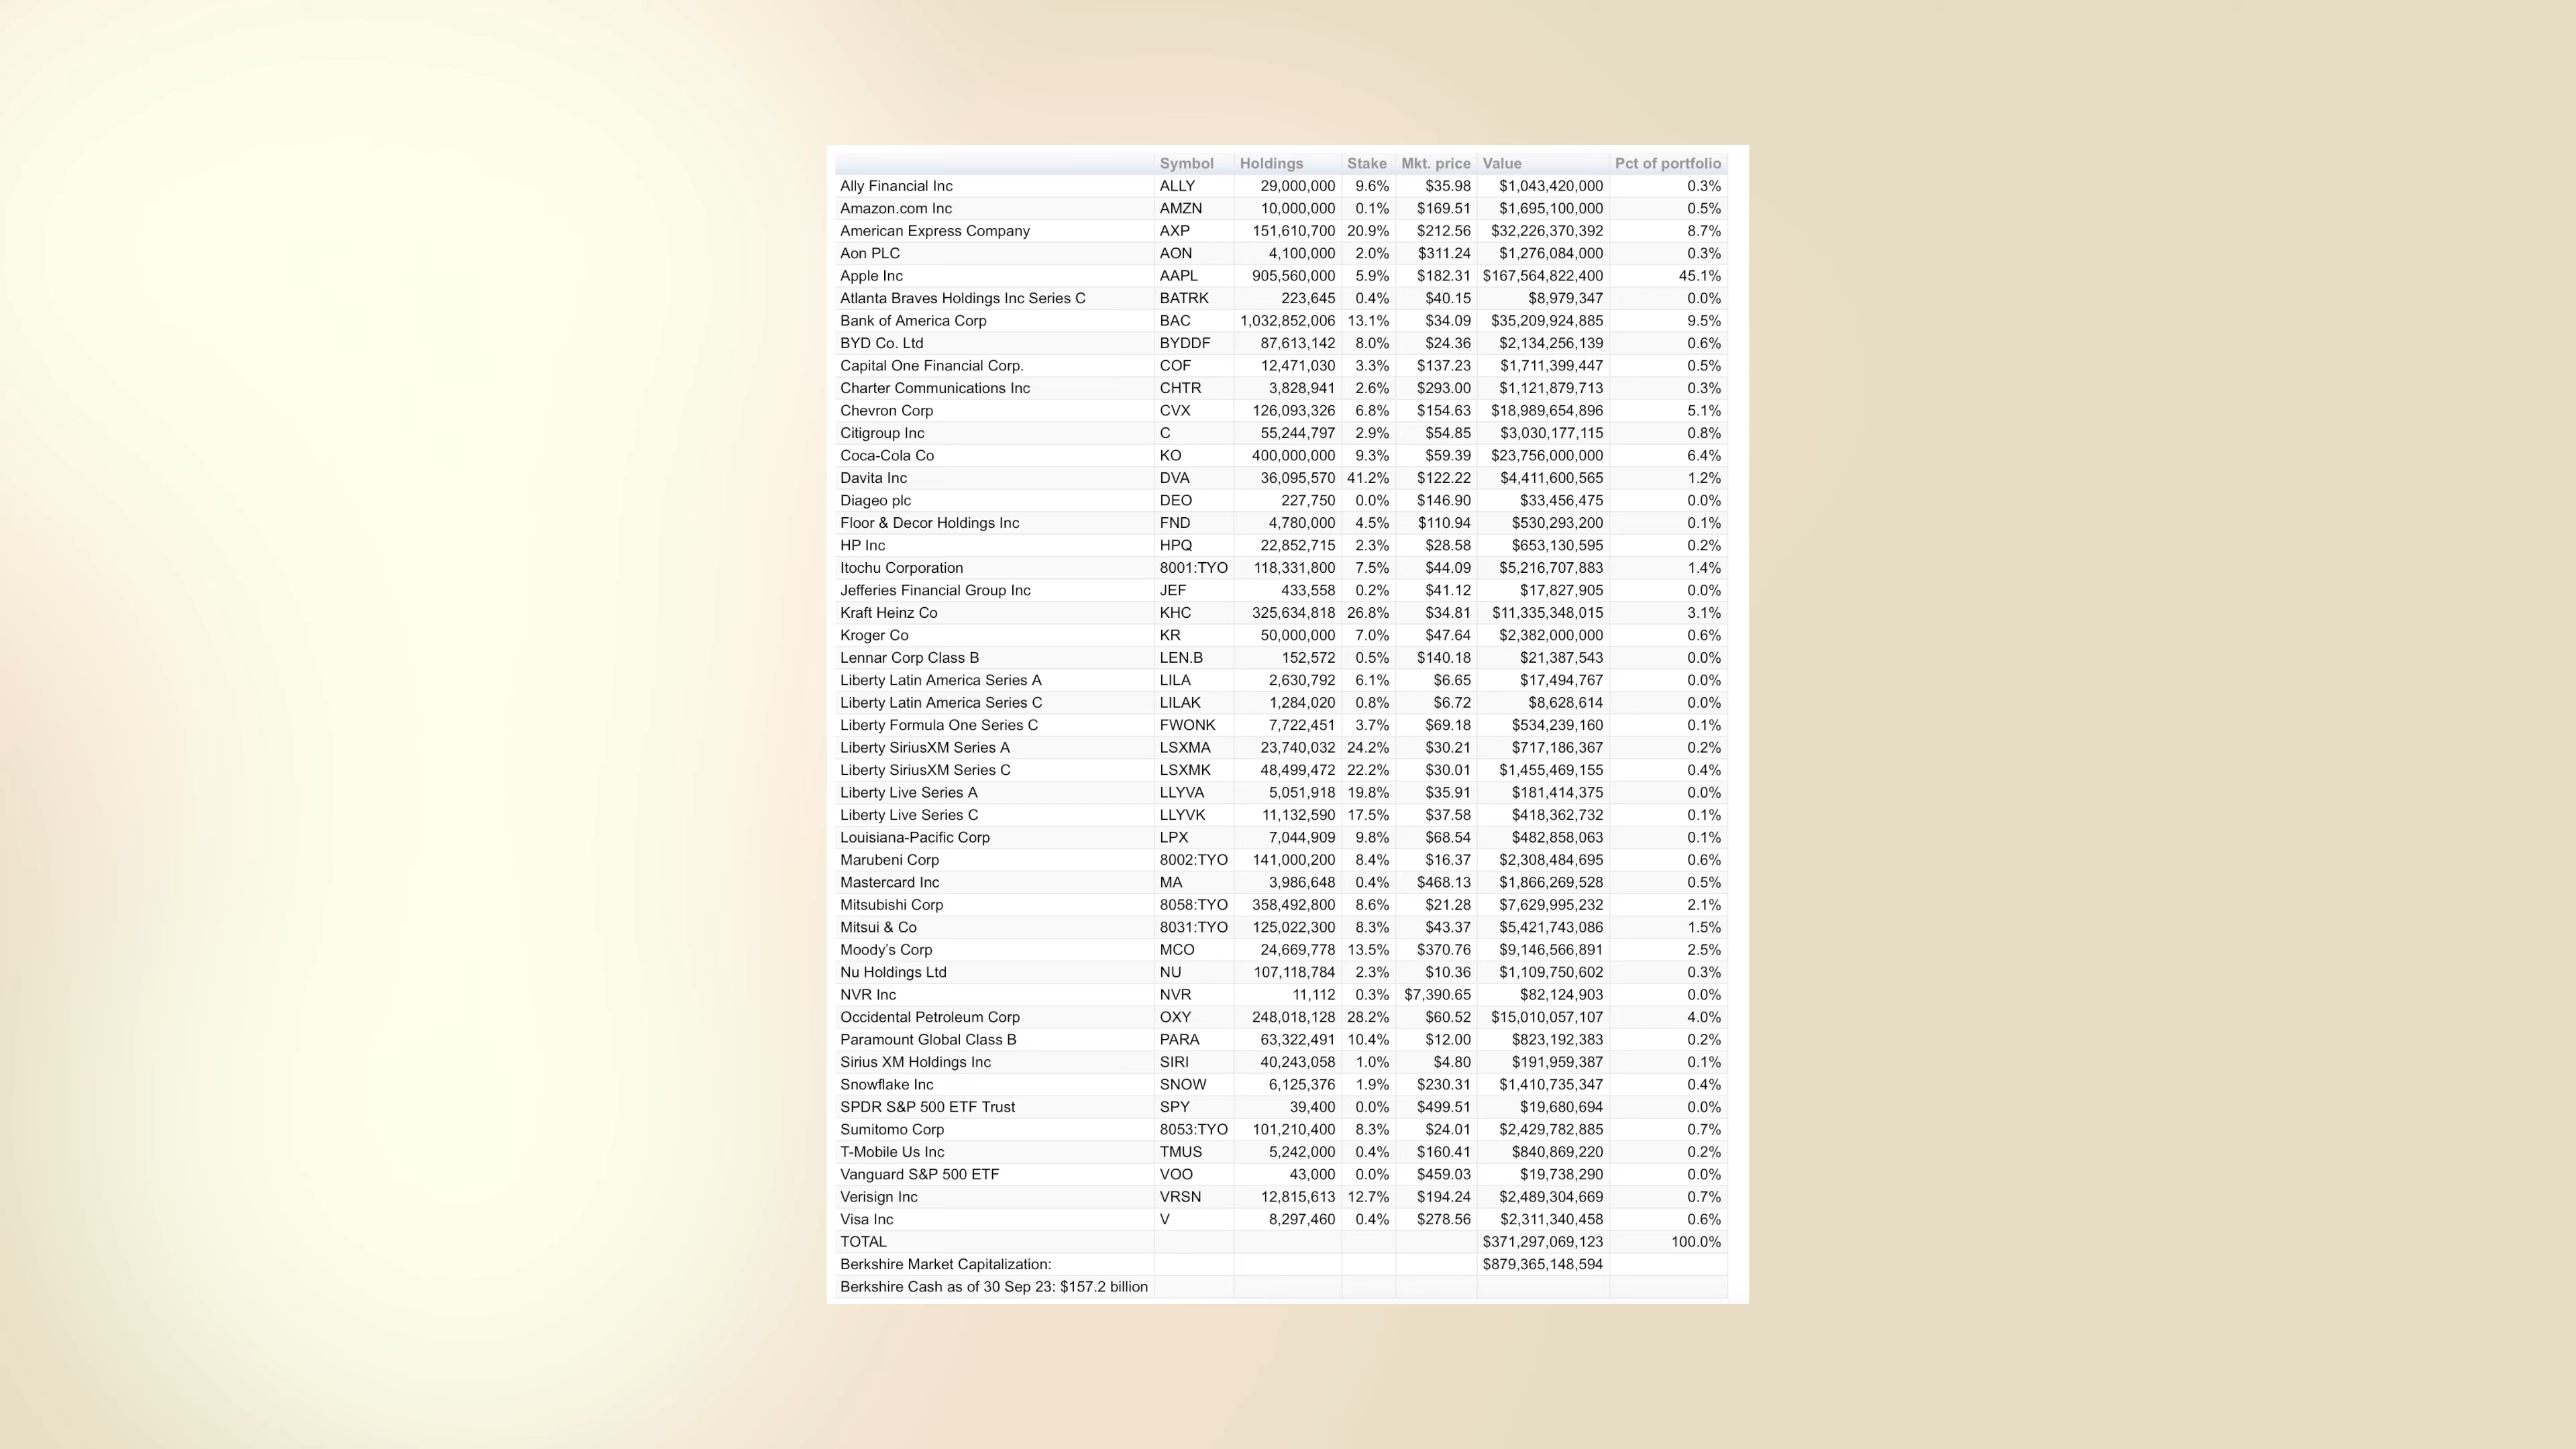 Symbol Holdings Stake Mkt. price Value Pct of portfolio
Ally Financial Inc ALLY 29,000,000 9.6% $35.98 $1,043,420,000 0.3%
Amazon.com Inc AMZN 10,000,000 0.1% $169.51 $1,695,100,000 0.5%
American Express Company AXP 151,610,700 20.9% $212.56 $32,226,370,392 8.7%
Aon PLC AON 4,100,000 2.0% $311.24 $1,276,084,000 0.3%
Apple Inc AAPL 905,560,000 5.9% $182.31 $167,564,822,400 45.1%
Atlanta Braves Holdings Inc Series C BATRK 223,645 0.4% $40.15 $8,979,347 0.0%
Bank of America Corp BAC 1,032,852,006 13.1% $34.09 $35,209,924,885 9.5%
BYD Co. Ltd BYDDF 87,613,142 8.0% $24.36 $2,134,256,139 0.6%
Capital One Financial Corp. COF 12,471,030 3.3% $137.23 $1,711,399,447 0.5%
Charter Communications Inc CHTR 3,828,941 2.6% $293.00 $1,121,879,713 0.3%
Chevron Corp CVX 126,093,326 6.8% $154.63 $18,989,654,896 5.1%
Citigroup Inc C 55,244,797 2.9% $54.85 $3,030,177,115 0.8%
Coca-Cola Co KO 400,000,000 9.3% $59.39 $23,756,000,000 6.4%
Davita Inc DVA 36,095,570 41.2% $122.22 $4,411,600,565 1.2%
Diageo plc DEO 227,750 0.0% $146.90 $33,456,475 0.0%
Floor & Decor Holdings Inc FND 4,780,000 4.5% $110.94 $530,293,200 0.1%
HP Inc HPQ 22,852,715 2.3% $28.58 $653,130,595 0.2%
Itochu Corporation 8001:TYO 118,331,800 7.5% $44.09 $5,216,707,883 1.4%
Jefferies Financial Group Inc JEF 433,558 0.2% $41.12 $17,827,905 0.0%
Kraft Heinz Co KHC 325,634,818 26.8% $34.81 $11,335,348,015 3.1%
Kroger Co KR 50,000,000 7.0% $47.64 $2,382,000,000 0.6%
Lennar Corp Class B LEN.B 152,572 0.5% $140.18 $21,387,543 0.0%
Liberty Latin America Series A LILA 2,630,792 6.1% $6.65 $17,494,767 0.0%
Liberty Latin America Series C LILAK 1,284,020 0.8% $6.72 $8,628,614 0.0%
Liberty Formula One Series C FWONK 7,722,451 3.7% $69.18 $534,239,160 0.1%
Liberty SiriusXM Series A LSXMA 23,740,032 24.2% $30.21 $717,186,367 0.2%
Liberty SiriusXM Series C LSXMK 48,499,472 22.2% $30.01 $1,455,469,155 0.4%
Liberty Live Series A LLYVA 5,051,918 19.8% $35.91 $181,414,375 0.0%
Liberty Live Series C LLYVK 11,132,590 17.5% $37.58 $418,362,732 0.1%
Louisiana-Pacific Corp LPX 7,044,909 9.8% $68.54 $482,858,063 0.1%
Marubeni Corp 8002:TYO 141,000,200 8.4% $16.37 $2,308,484,695 0.6%
Mastercard Inc MA 3,986,648 0.4% $468.13 $1,866,269,528 0.5%
Mitsubishi Corp 8058:TYO 358,492,800 8.6% $21.28 $7,629,995,232 2.1%
Mitsui & Co 8031:TYO 125,022,300 8.3% $43.37 $5,421,743,086 1.5%
Moody’s Corp MCO 24,669,778 13.5% $370.76 $9,146,566,891 2.5%
Nu Holdings Ltd NU 107,118,784 2.3% $10.36 $1,109,750,602 0.3%
NVR Inc NVR 11,112 0.3% $7,390.65 $82,124,903 0.0%
Occidental Petroleum Corp OXY 248,018,128 28.2% $60.52 $15,010,057,107 4.0%
Paramount Global Class B PARA 63,322,491 10.4% $12.00 $823,192,383 0.2%
Sirius XM Holdings Inc SIRI 40,243,058 1.0% $4.80 $191,959,387 0.1%
Snowflake Inc SNOW 6,125,376 1.9% $230.31 $1,410,735,347 0.4%
SPDR S&P 500 ETF Trust SPY 39,400 0.0% $499.51 $19,680,694 0.0%
Sumitomo Corp 8053:TYO 101,210,400 8.3% $24.01 $2,429,782,885 0.7%
T-Mobile Us Inc TMUS 5,242,000 0.4% $160.41 $840,869,220 0.2%
Vanguard S&P 500 ETF VOO 43,000 0.0% $459.03 $19,738,290 0.0%
Verisign Inc VRSN 12,815,613 12.7% $194.24 $2,489,304,669 0.7%
Visa Inc V 8,297,460 0.4% $278.56 $2,311,340,458 0.6%
TOTAL $371,297,069,123 100.0%
Berkshire Market Capitalization: $879,365,148,594
Berkshire Cash as of 30 Sep 23: $157.2 billion